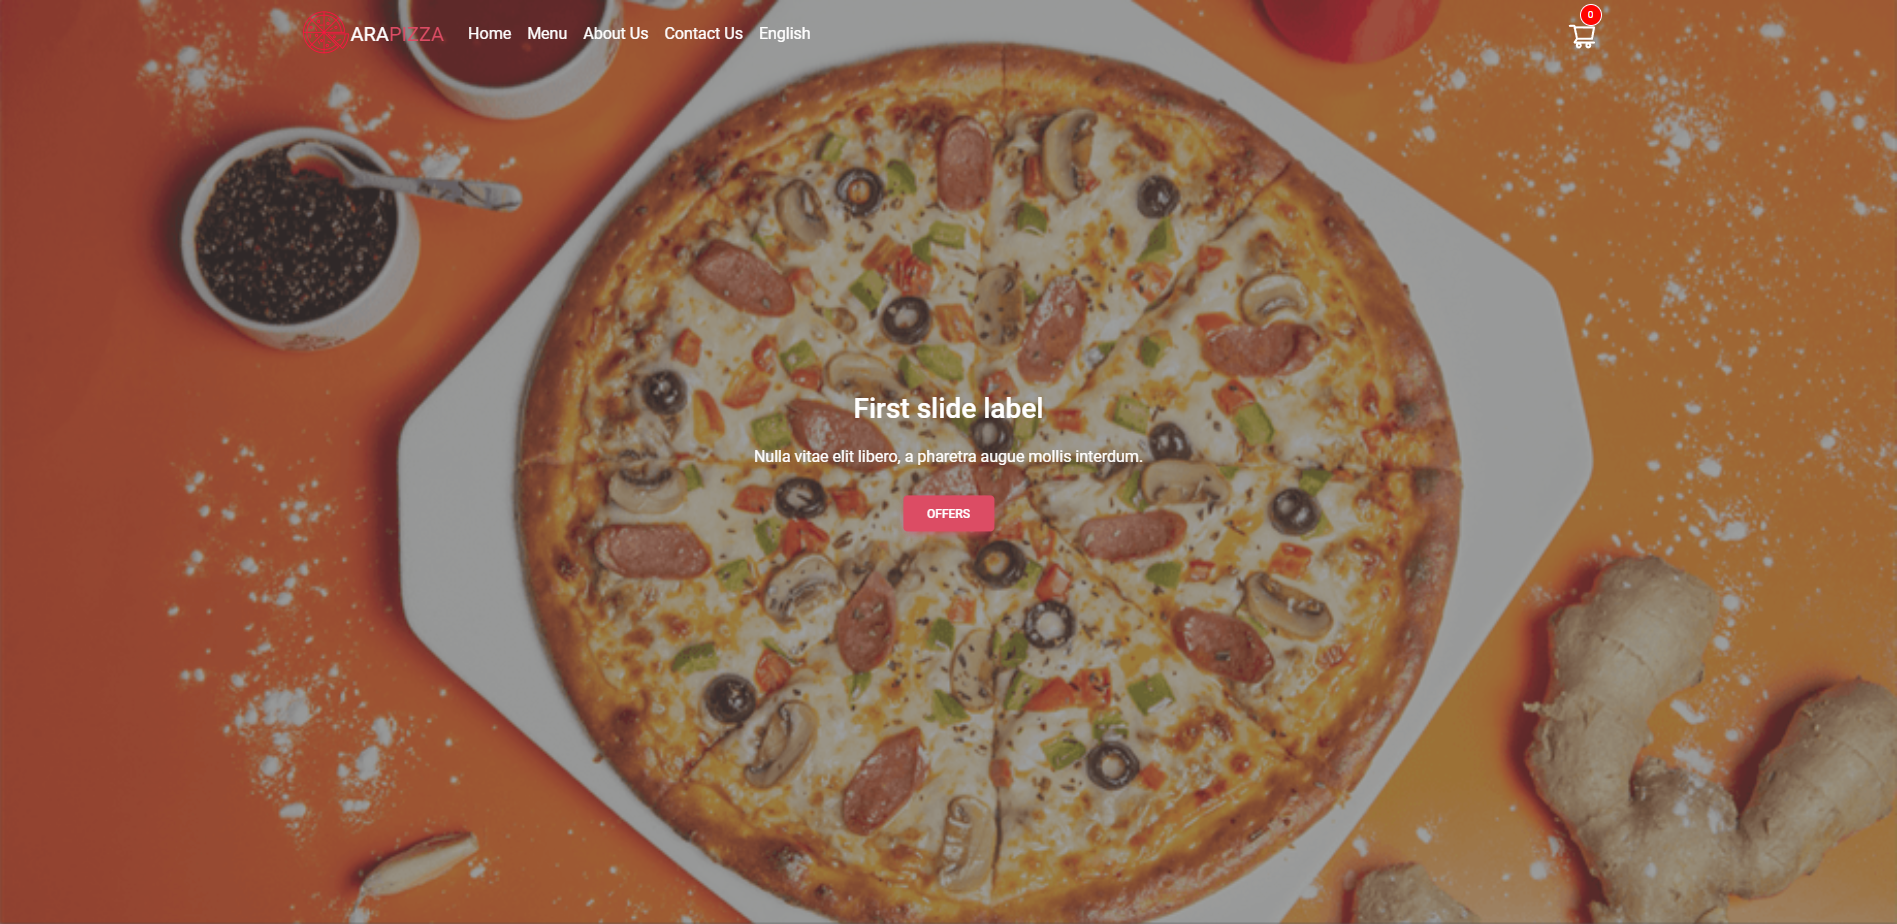 ARAPIZZA Home Menu About Us Contact Us English 0
First slide label
Nulla vitae elit libero, a pharetra augue mollis interdum.
OFFERS